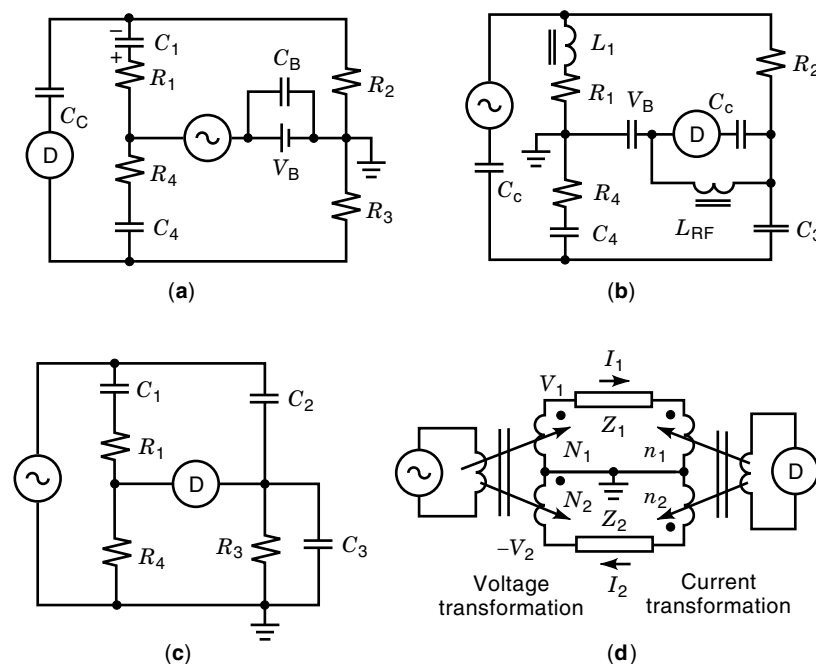 − C1
+ R1
CB
R2
CC
D
∼
VB
R4
R3
C4
(a)
L1
R2
R1
VB
Cc
∼
D
Cc
R4
LRF
C4
C3
(b)
C1
C2
R1
∼
D
R4
R3
C3
(c)
I1
V1
Z1
N1
n1
∼
D
N2
n2
Z2
−V2
I2
Voltage
transformation
Current
transformation
(d)